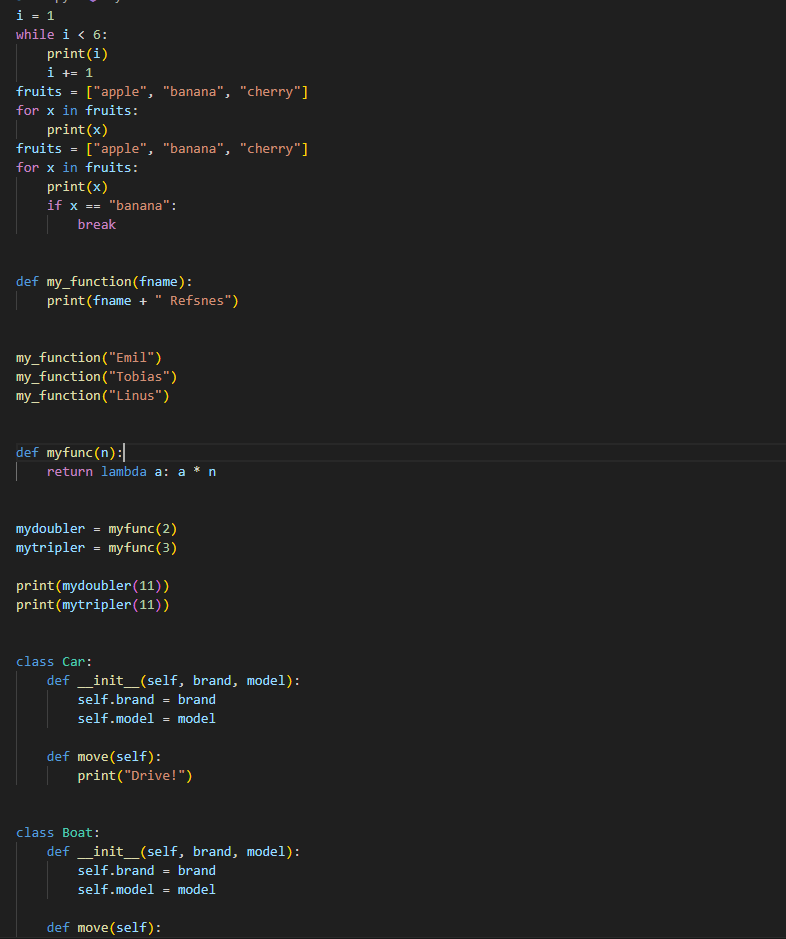 i = 1
while i < 6:
    print(i)
    i += 1
fruits = ["apple", "banana", "cherry"]
for x in fruits:
    print(x)
fruits = ["apple", "banana", "cherry"]
for x in fruits:
    print(x)
    if x == "banana":
        break
def my_function(fname):
    print(fname + " Refsnes")
my_function("Emil")
my_function("Tobias")
my_function("Linus")
def myfunc(n):
    return lambda a: a * n
mydoubler = myfunc(2)
mytripler = myfunc(3)
print(mydoubler(11))
print(mytripler(11))
class Car:
    def __init__(self, brand, model):
        self.brand = brand
        self.model = model
    def move(self):
        print("Drive!")
class Boat:
    def __init__(self, brand, model):
        self.brand = brand
        self.model = model
    def move(self):